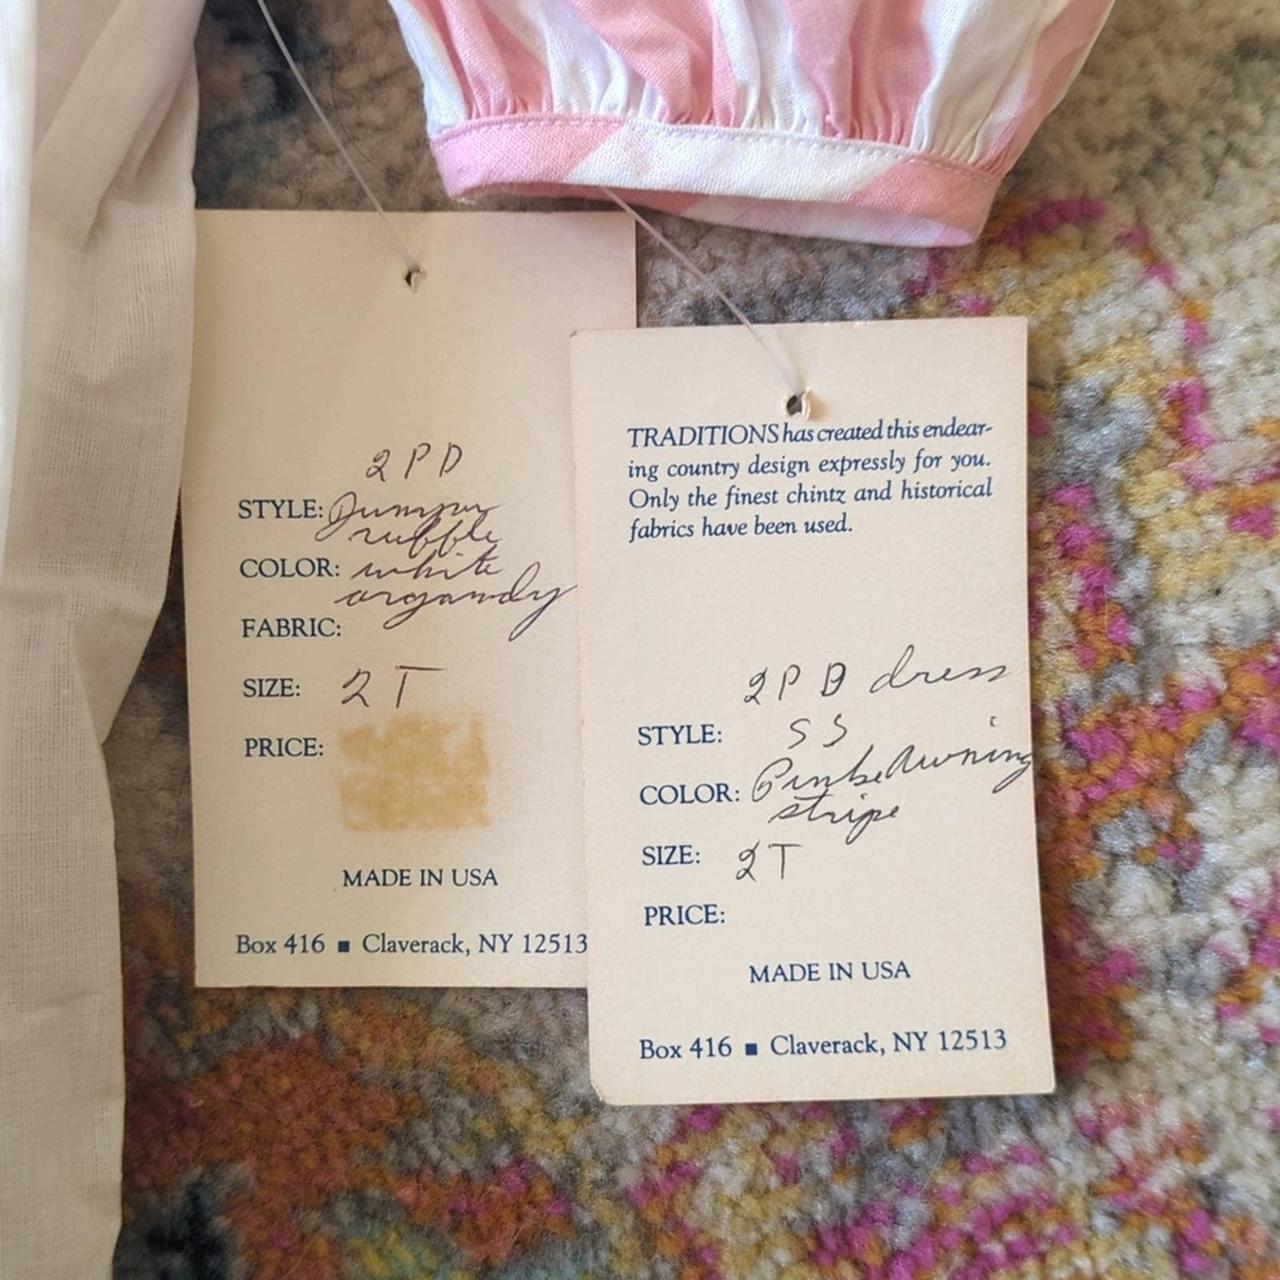 2 P D
STYLE: Jumper
ruffle
COLOR: white
organdy
FABRIC:
SIZE: 2T
PRICE:
MADE IN USA
Box 416 ■ Claverack, NY 12513
TRADITIONS has created this endear-
ing country design expressly for you.
Only the finest chintz and historical
fabrics have been used.
2 P D dress
STYLE: SS
COLOR: Pink Awning
stripe
SIZE: 2T
PRICE:
MADE IN USA
Box 416 ■ Claverack, NY 12513